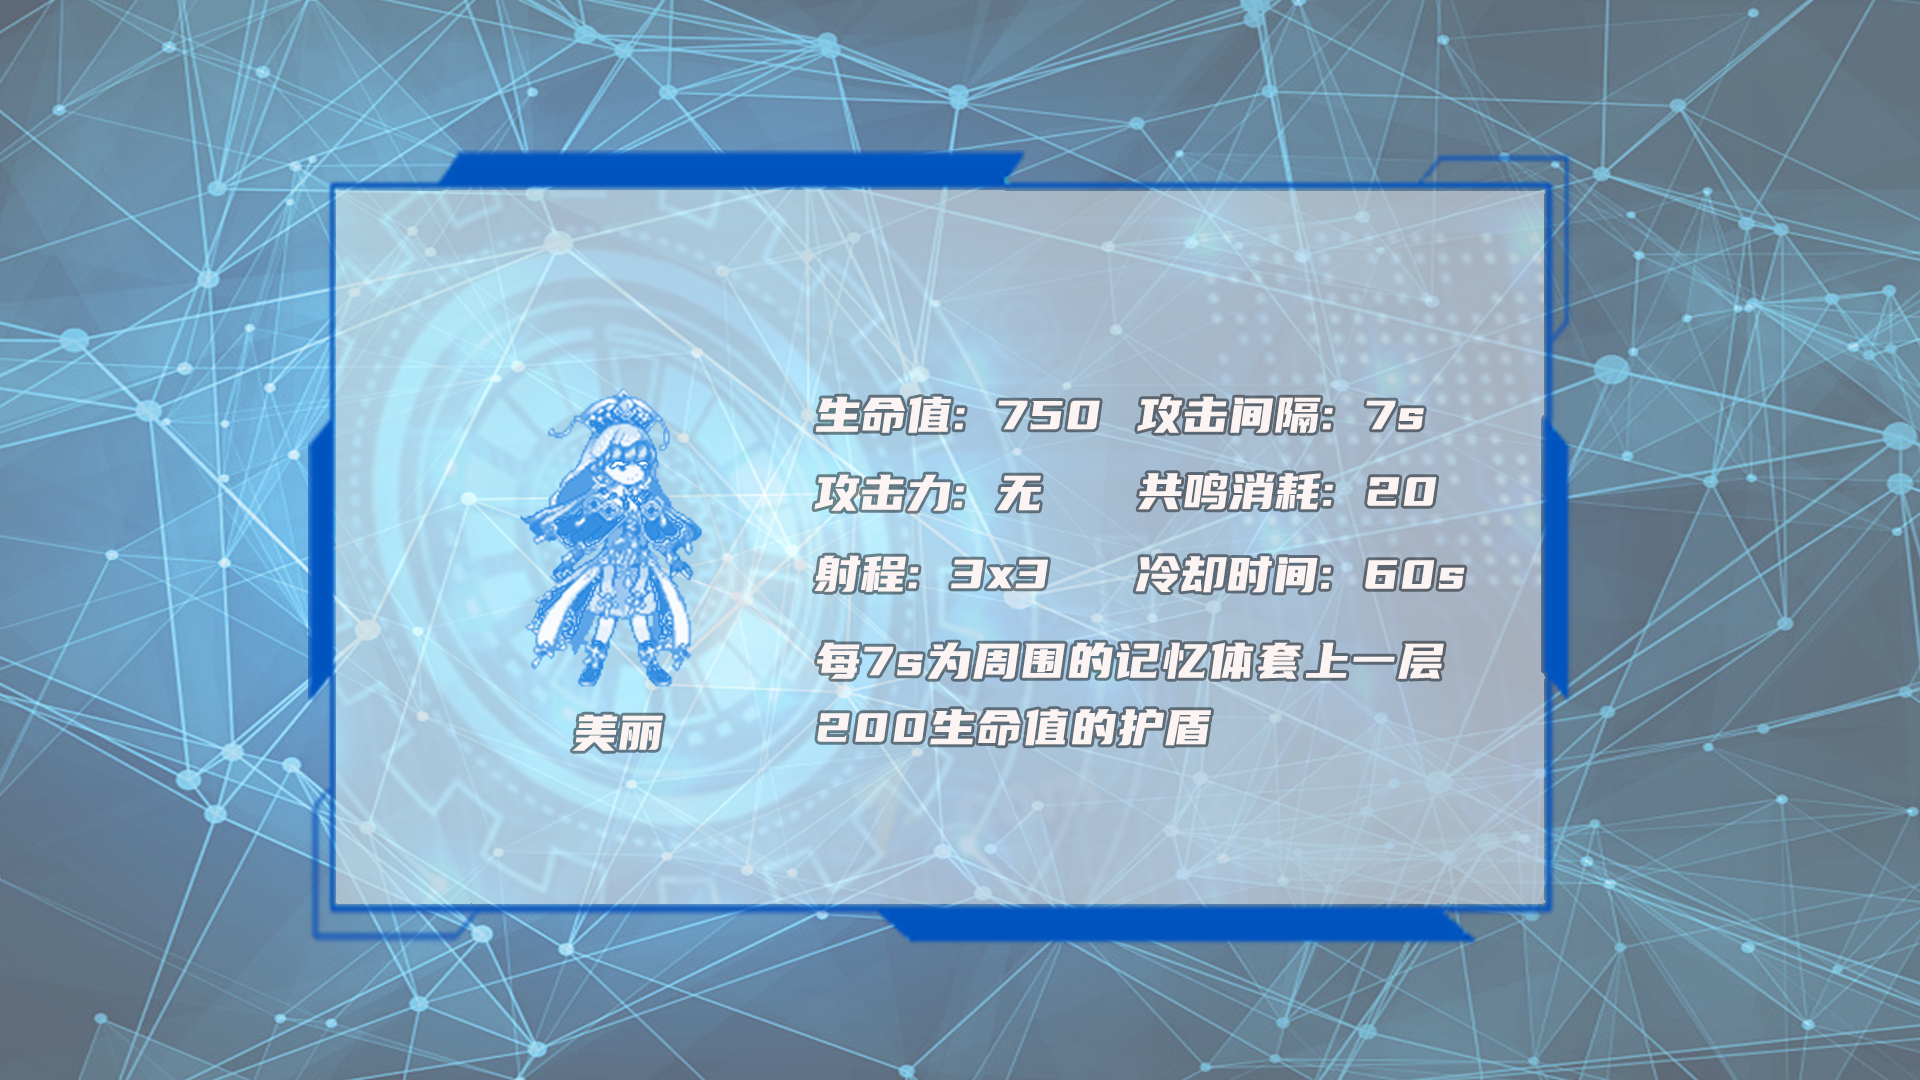 生命值: 750 攻击间隔: 7s
攻击力: 无 共鸣消耗: 20
射程: 3x3 冷却时间: 60s
每7s为周围的记忆体套上一层
200生命值的护盾
美丽